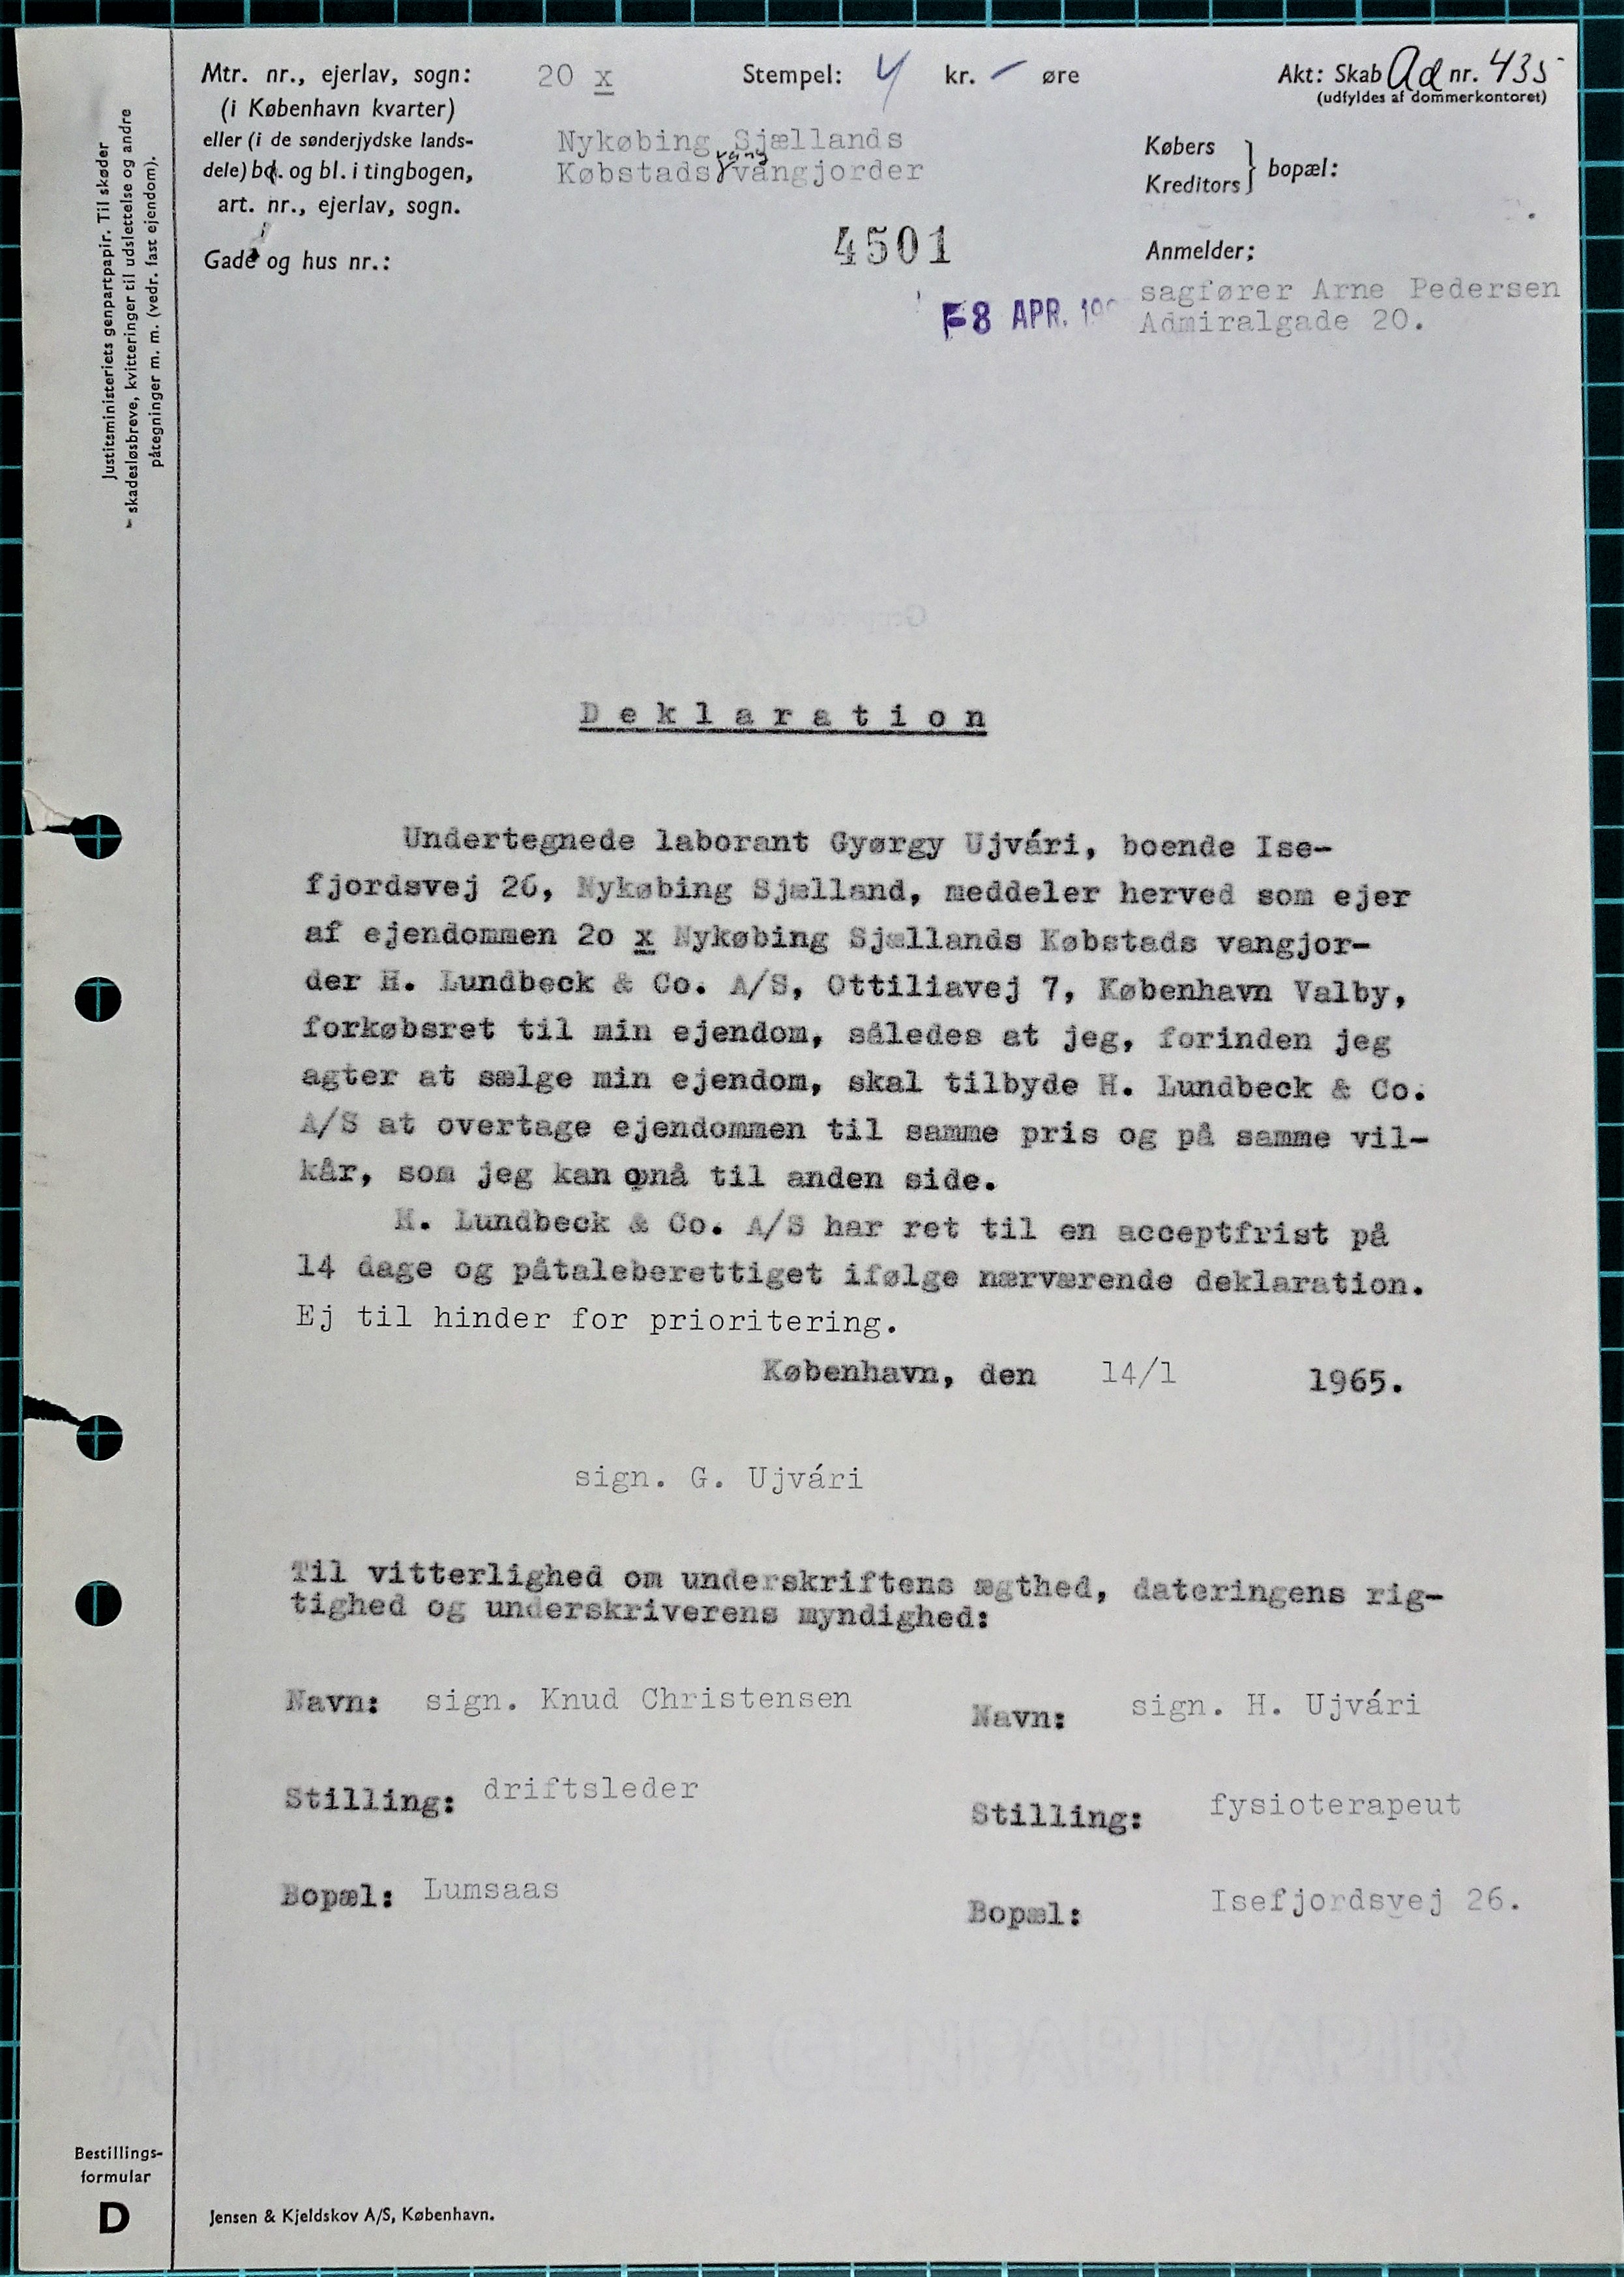 Mtr. nr., ejerlav, sogn:
(i København kvarter)
eller (i de sønderjydske lands-
dele) bd. og bl. i tingbogen,
art. nr., ejerlav, sogn.
Gade og hus nr.:
20 x
Nykøbing Sjællands
vang
Købstads vangjorder
Stempel: 4 kr. - øre
4501
8 APR.
Akt: Skab Ad nr. 435
(udfyldes af dommerkontoret)
Købers
Kreditors } bopæl:
Anmelder:
sagfører Arne Pedersen
Admiralgade 20.
Justitsministeriets genpartpapir. Til skøder
skadesløsbreve, kvitteringer til udslettelse og andre
påtegninger m. m. (vedr. fast ejendom).
Deklaration
Undertegnede laborant Gyørgy Ujvári, boende Ise-
fjordsvej 26, Nykøbing Sjælland, meddeler herved som ejer
af ejendommen 2o x Nykøbing Sjællands Købstads vangjor-
der H. Lundbeck & Co. A/S, Ottiliavej 7, København Valby,
forkøbsret til min ejendom, således at jeg, forinden jeg
agter at sælge min ejendom, skal tilbyde H. Lundbeck & Co.
A/S at overtage ejendommen til samme pris og på samme vil-
kår, som jeg kan opnå til anden side.
H. Lundbeck & Co. A/S har ret til en acceptfrist på
14 dage og påtaleberettiget ifølge nærværende deklaration.
Ej til hinder for prioritering.
København, den 14/1 1965.
sign. G. Ujvári
Til vitterlighed om underskriftens ægthed, dateringens rig-
tighed og underskriverens myndighed:
Navn: sign. Knud Christensen
Stilling: driftsleder
Bopæl: Lumsaas
Navn: sign. H. Ujvári
Stilling: fysioterapeut
Bopæl: Isefjordsvej 26.
Bestillings-
formular
D
Jensen & Kjeldskov A/S, København.